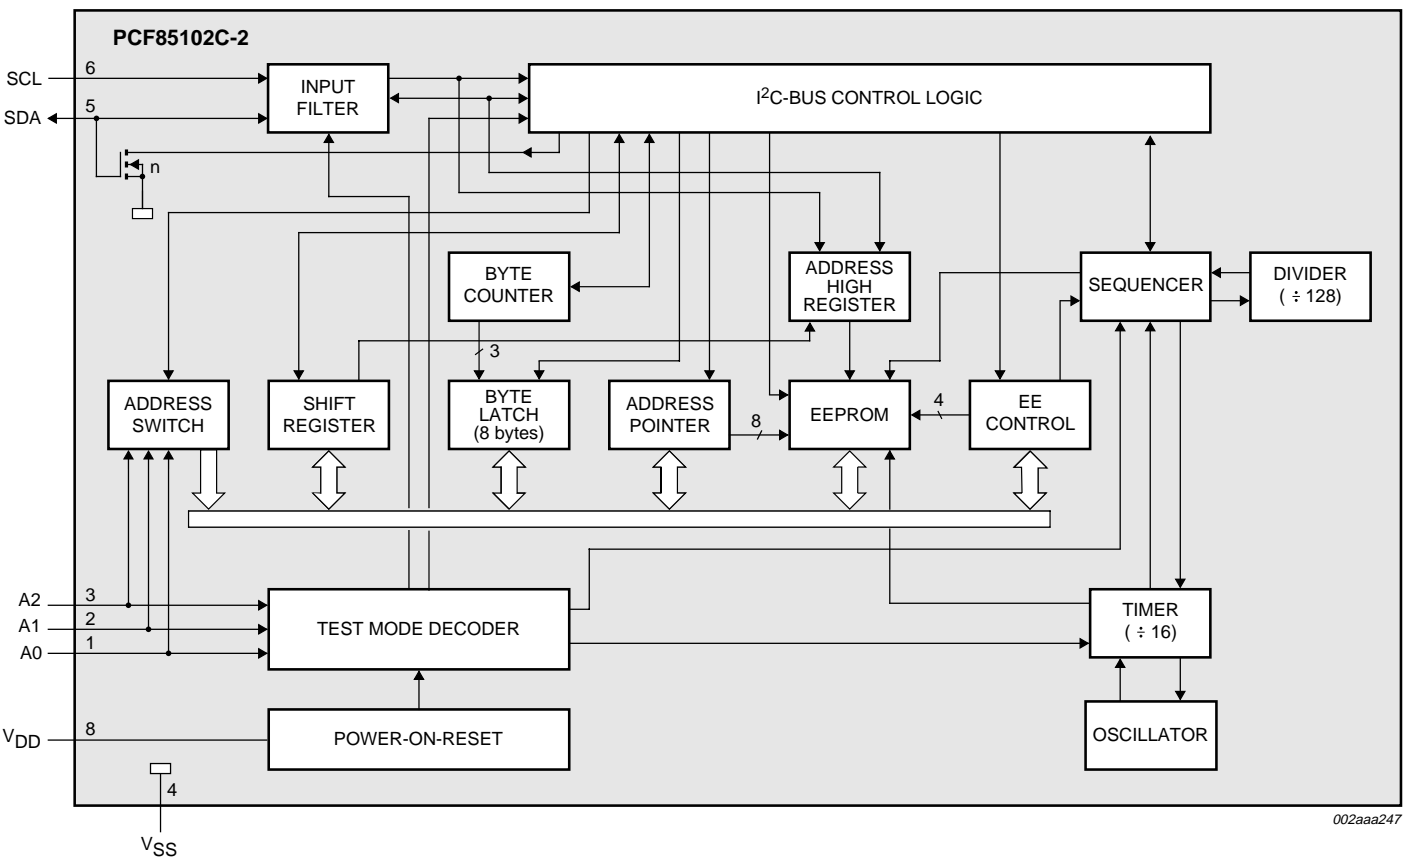 PCF85102C-2
SCL
6
INPUT
FILTER
I2C-BUS CONTROL LOGIC
SDA
5
n
BYTE
COUNTER
ADDRESS
HIGH
REGISTER
SEQUENCER
DIVIDER
( ÷ 128)
3
ADDRESS
SWITCH
SHIFT
REGISTER
BYTE
LATCH
(8 bytes)
ADDRESS
POINTER
8
EEPROM
4
EE
CONTROL
A2
3
A1
2
A0
1
TEST MODE DECODER
TIMER
( ÷ 16)
VDD
8
POWER-ON-RESET
OSCILLATOR
4
VSS
002aaa247